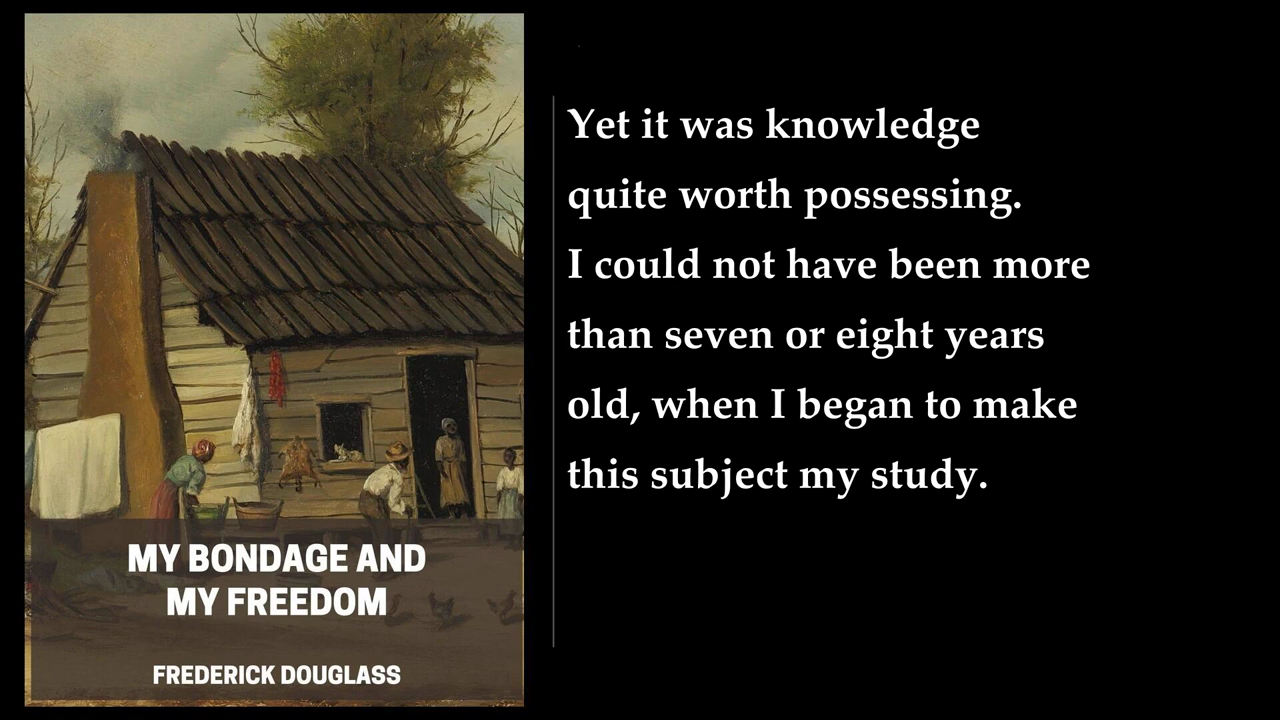 MY BONDAGE AND
MY FREEDOM
FREDERICK DOUGLASS
Yet it was knowledge
quite worth possessing.
I could not have been more
than seven or eight years
old, when I began to make
this subject my study.